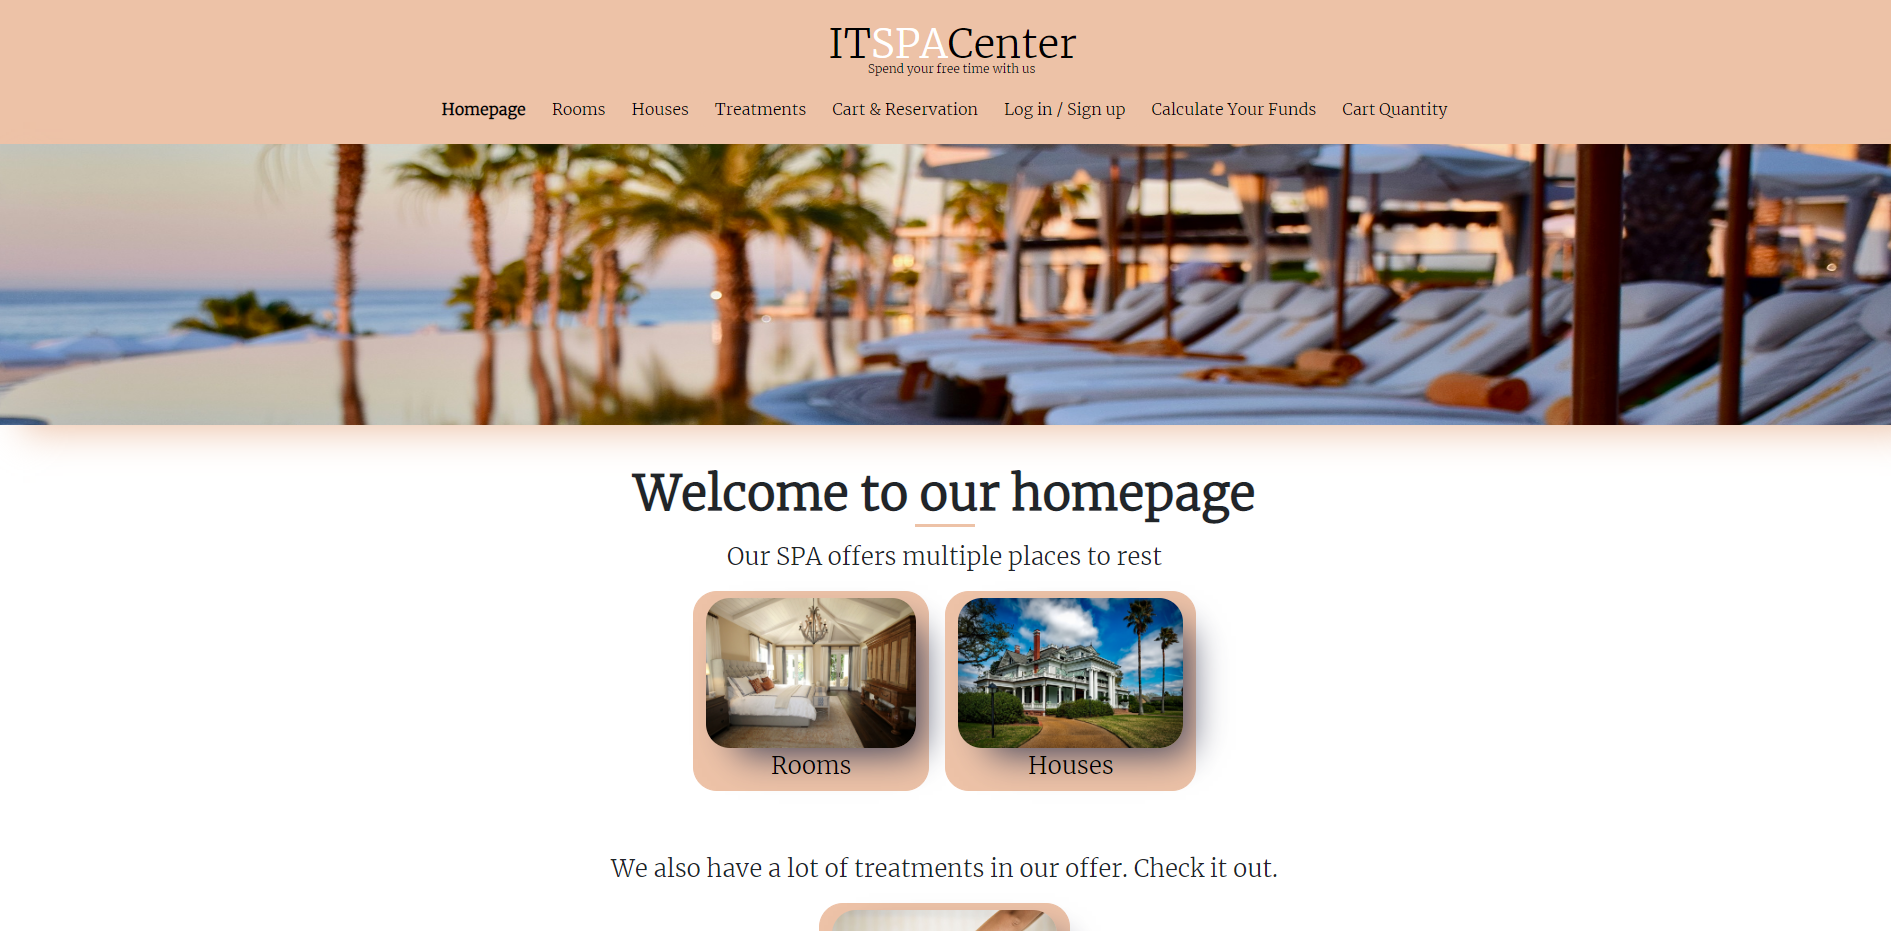 ITSPACenter
Spend your free time with us
Homepage Rooms Houses Treatments Cart & Reservation Log in / Sign up Calculate Your Funds Cart Quantity
Welcome to our homepage
Our SPA offers multiple places to rest
Rooms Houses
We also have a lot of treatments in our offer. Check it out.